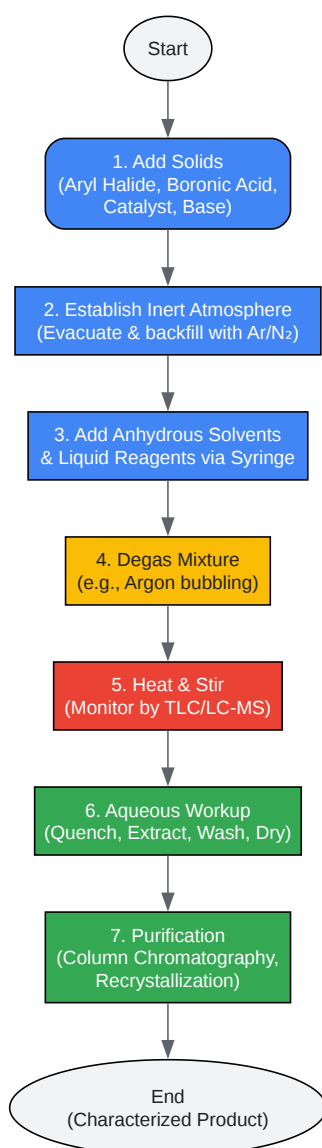 Start
1. Add Solids
(Aryl Halide, Boronic Acid,
Catalyst, Base)
2. Establish Inert Atmosphere
(Evacuate & backfill with Ar/N₂)
3. Add Anhydrous Solvents
& Liquid Reagents via Syringe
4. Degas Mixture
(e.g., Argon bubbling)
5. Heat & Stir
(Monitor by TLC/LC-MS)
6. Aqueous Workup
(Quench, Extract, Wash, Dry)
7. Purification
(Column Chromatography,
Recrystallization)
End
(Characterized Product)